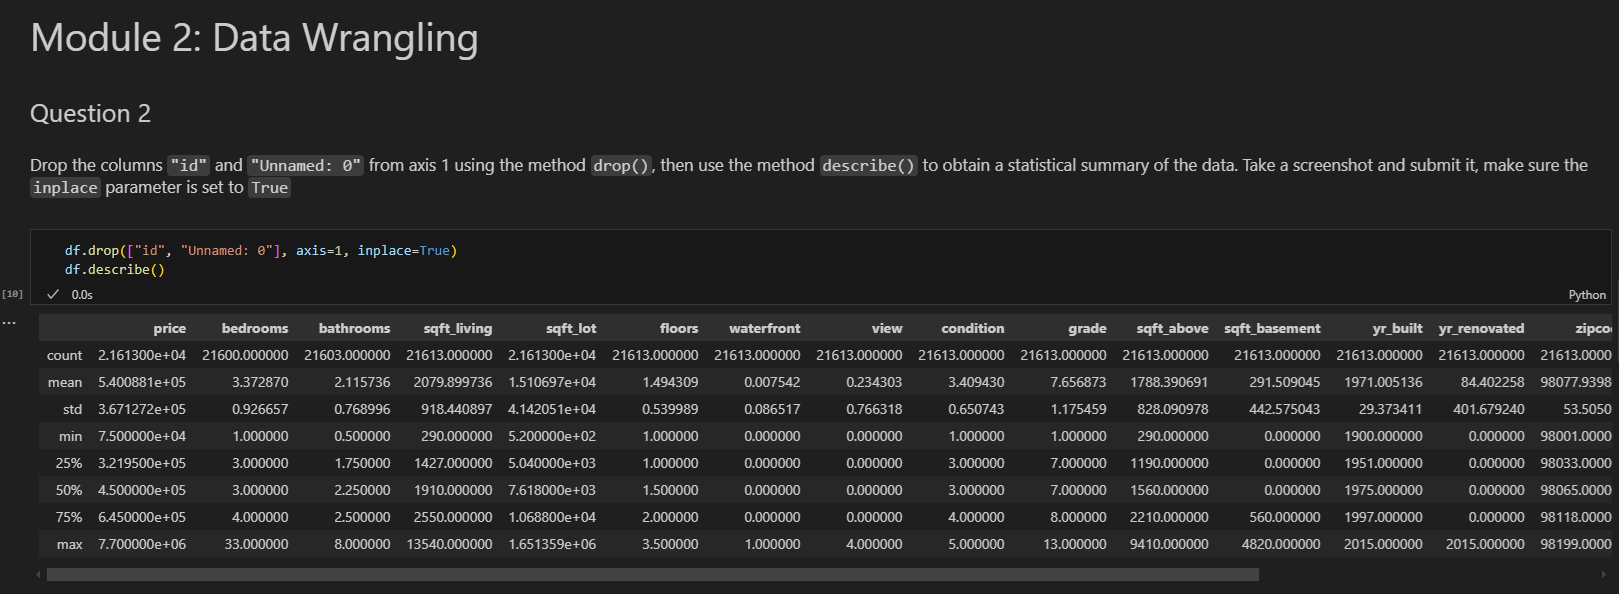 Module 2: Data Wrangling
Question 2
Drop the columns "id" and "Unnamed: 0" from axis 1 using the method drop(), then use the method describe() to obtain a statistical summary of the data. Take a screenshot and submit it, make sure the
inplace parameter is set to True
df.drop(["id", "Unnamed: 0"], axis=1, inplace=True)
df.describe()
[10] 0.0s Python
...
price bedrooms bathrooms sqft_living sqft_lot floors waterfront view condition grade sqft_above sqft_basement yr_built yr_renovated zipco
count 2.161300e+04 21600.000000 21603.000000 21613.000000 2.161300e+04 21613.000000 21613.000000 21613.000000 21613.000000 21613.000000 21613.000000 21613.000000 21613.000000 21613.000000 21613.0000
mean 5.400881e+05 3.372870 2.115736 2079.899736 1.510697e+04 1.494309 0.007542 0.234303 3.409430 7.656873 1788.390691 291.509045 1971.005136 84.402258 98077.9398
std 3.671272e+05 0.926657 0.768996 918.440897 4.142051e+04 0.539989 0.086517 0.766318 0.650743 1.175459 828.090978 442.575043 29.373411 401.679240 53.5050
min 7.500000e+04 1.000000 0.500000 290.000000 5.200000e+02 1.000000 0.000000 0.000000 1.000000 1.000000 290.000000 0.000000 1900.000000 0.000000 98001.0000
25% 3.219500e+05 3.000000 1.750000 1427.000000 5.040000e+03 1.000000 0.000000 0.000000 3.000000 7.000000 1190.000000 0.000000 1951.000000 0.000000 98033.0000
50% 4.500000e+05 3.000000 2.250000 1910.000000 7.618000e+03 1.500000 0.000000 0.000000 3.000000 7.000000 1560.000000 0.000000 1975.000000 0.000000 98065.0000
75% 6.450000e+05 4.000000 2.500000 2550.000000 1.068800e+04 2.000000 0.000000 0.000000 4.000000 8.000000 2210.000000 560.000000 1997.000000 0.000000 98118.0000
max 7.700000e+06 33.000000 8.000000 13540.000000 1.651359e+06 3.500000 1.000000 4.000000 5.000000 13.000000 9410.000000 4820.000000 2015.000000 2015.000000 98199.0000